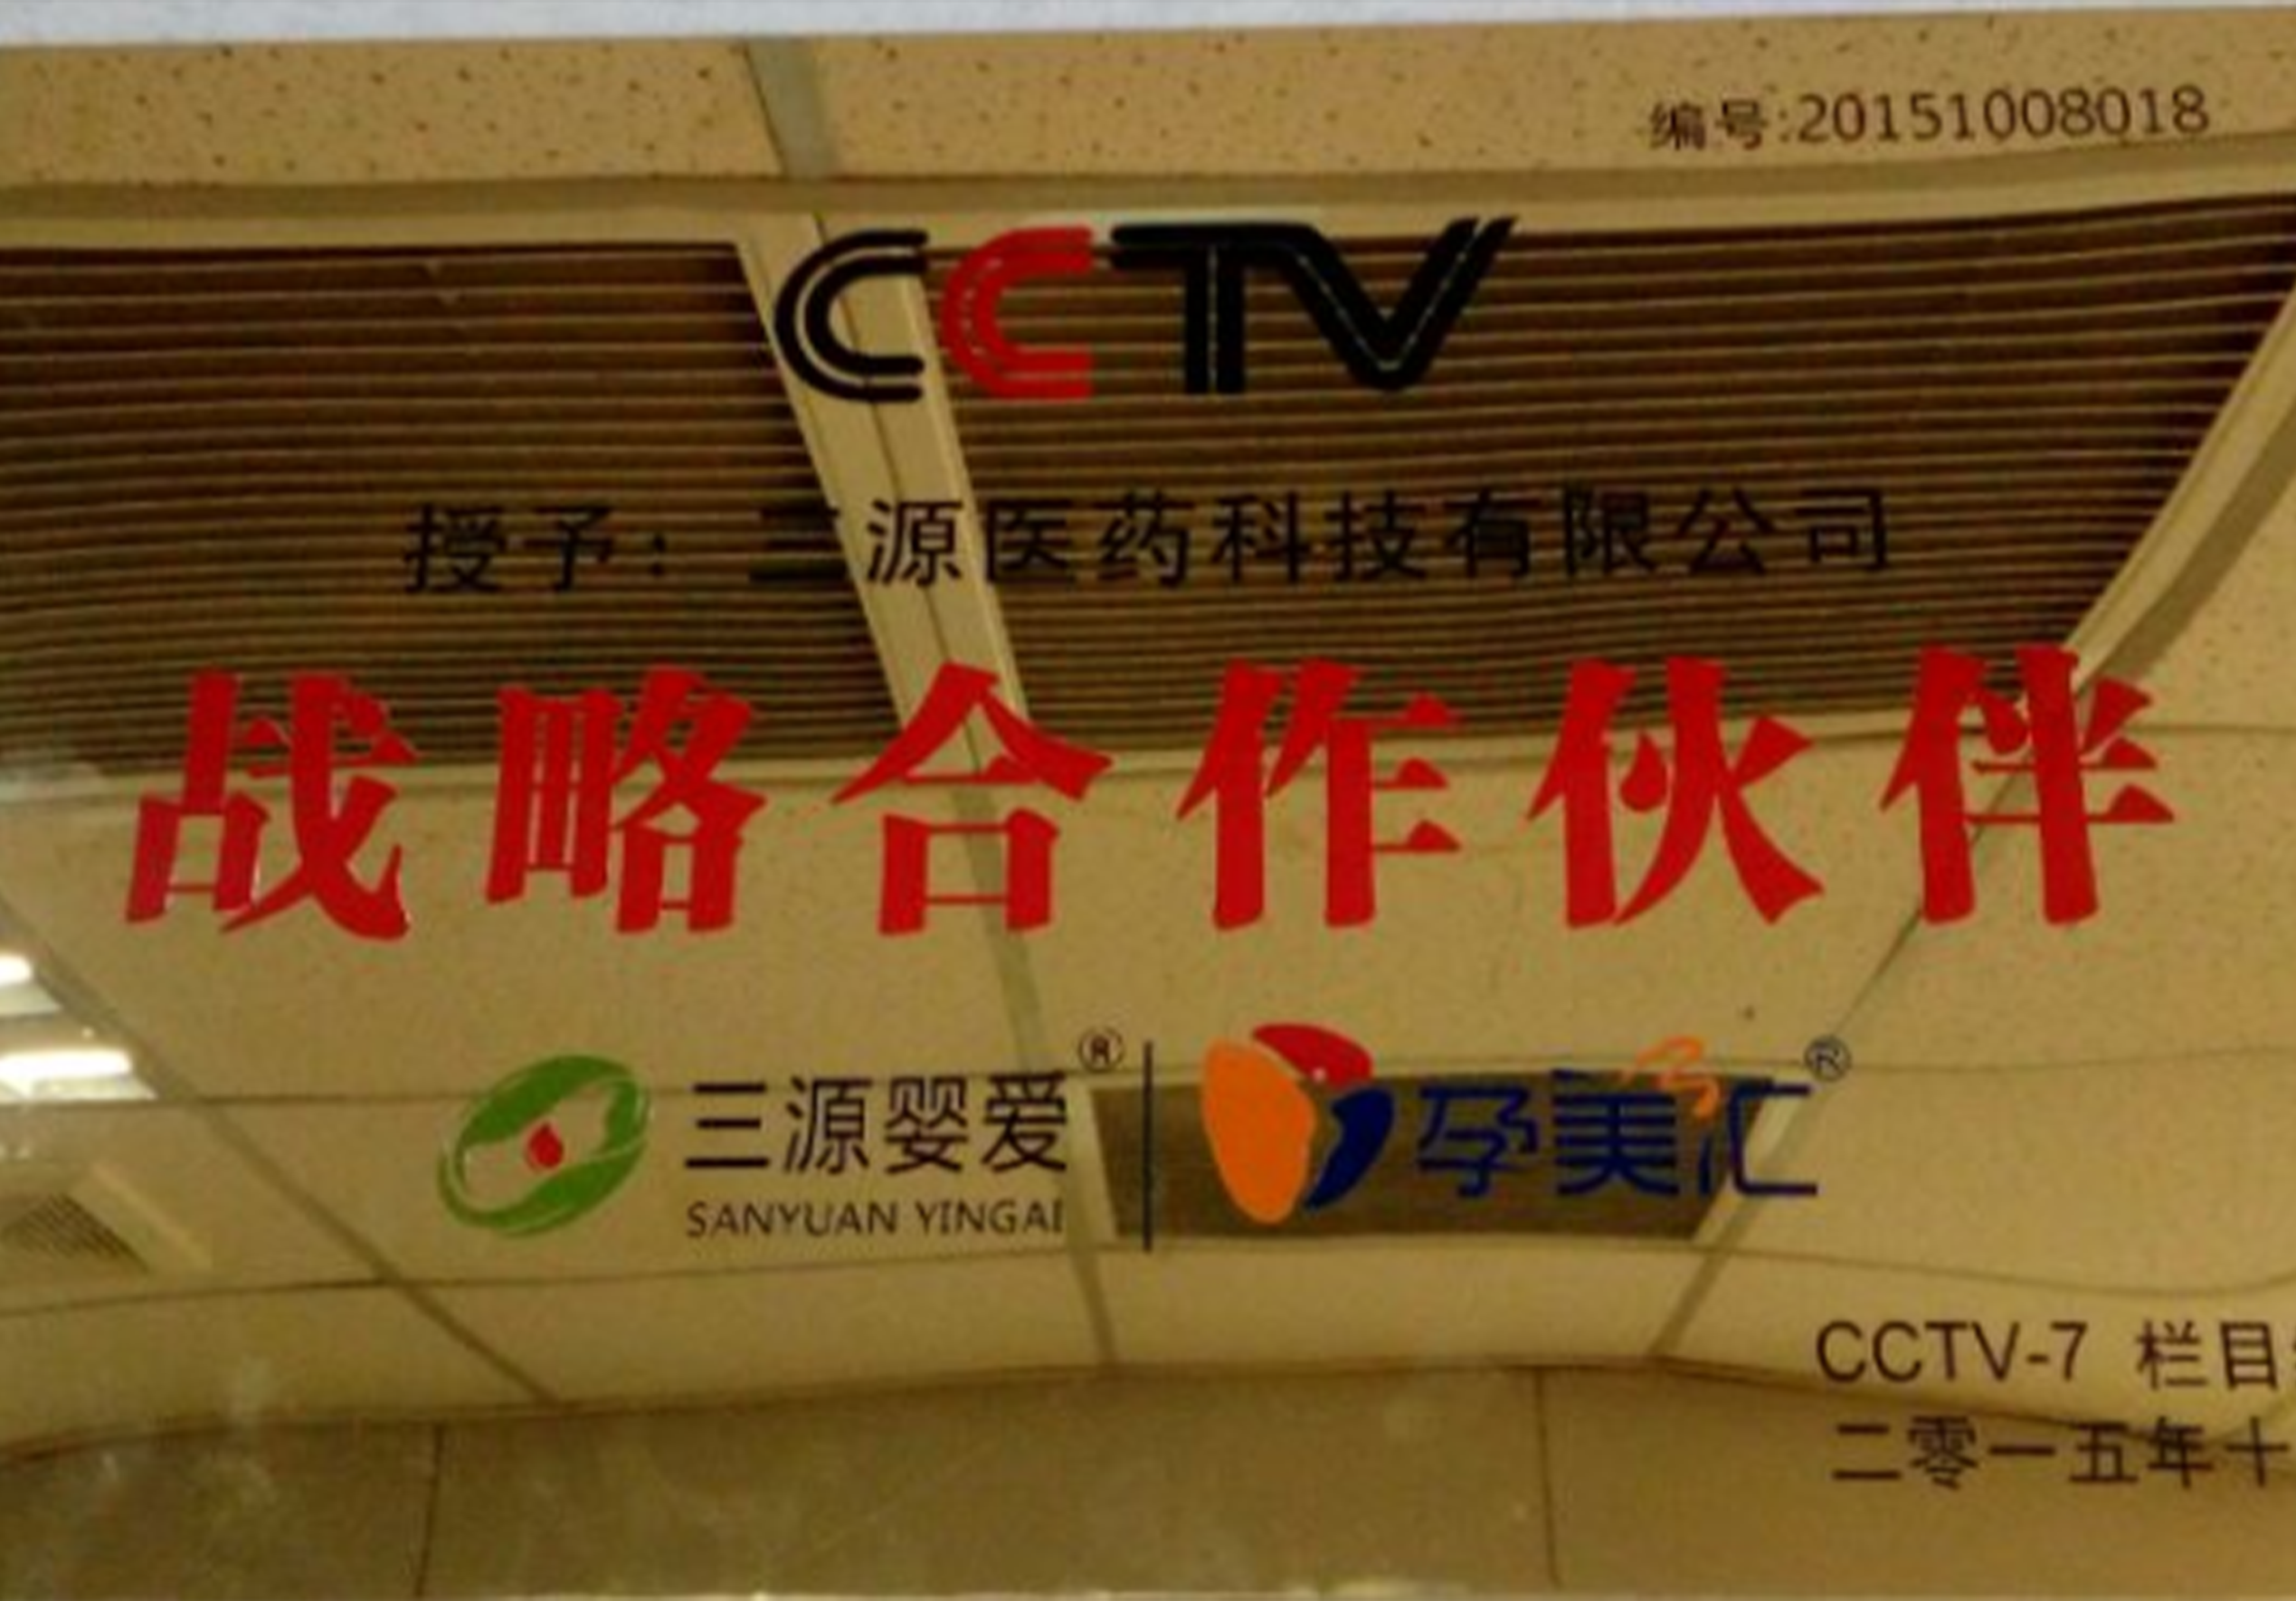 编号:20151008018
CCTV
授予：三源医药科技有限公司
战略合作伙伴
三源婴爱® 孕美汇®
SANYUAN YINGAI
CCTV-7 栏目
二零一五年十